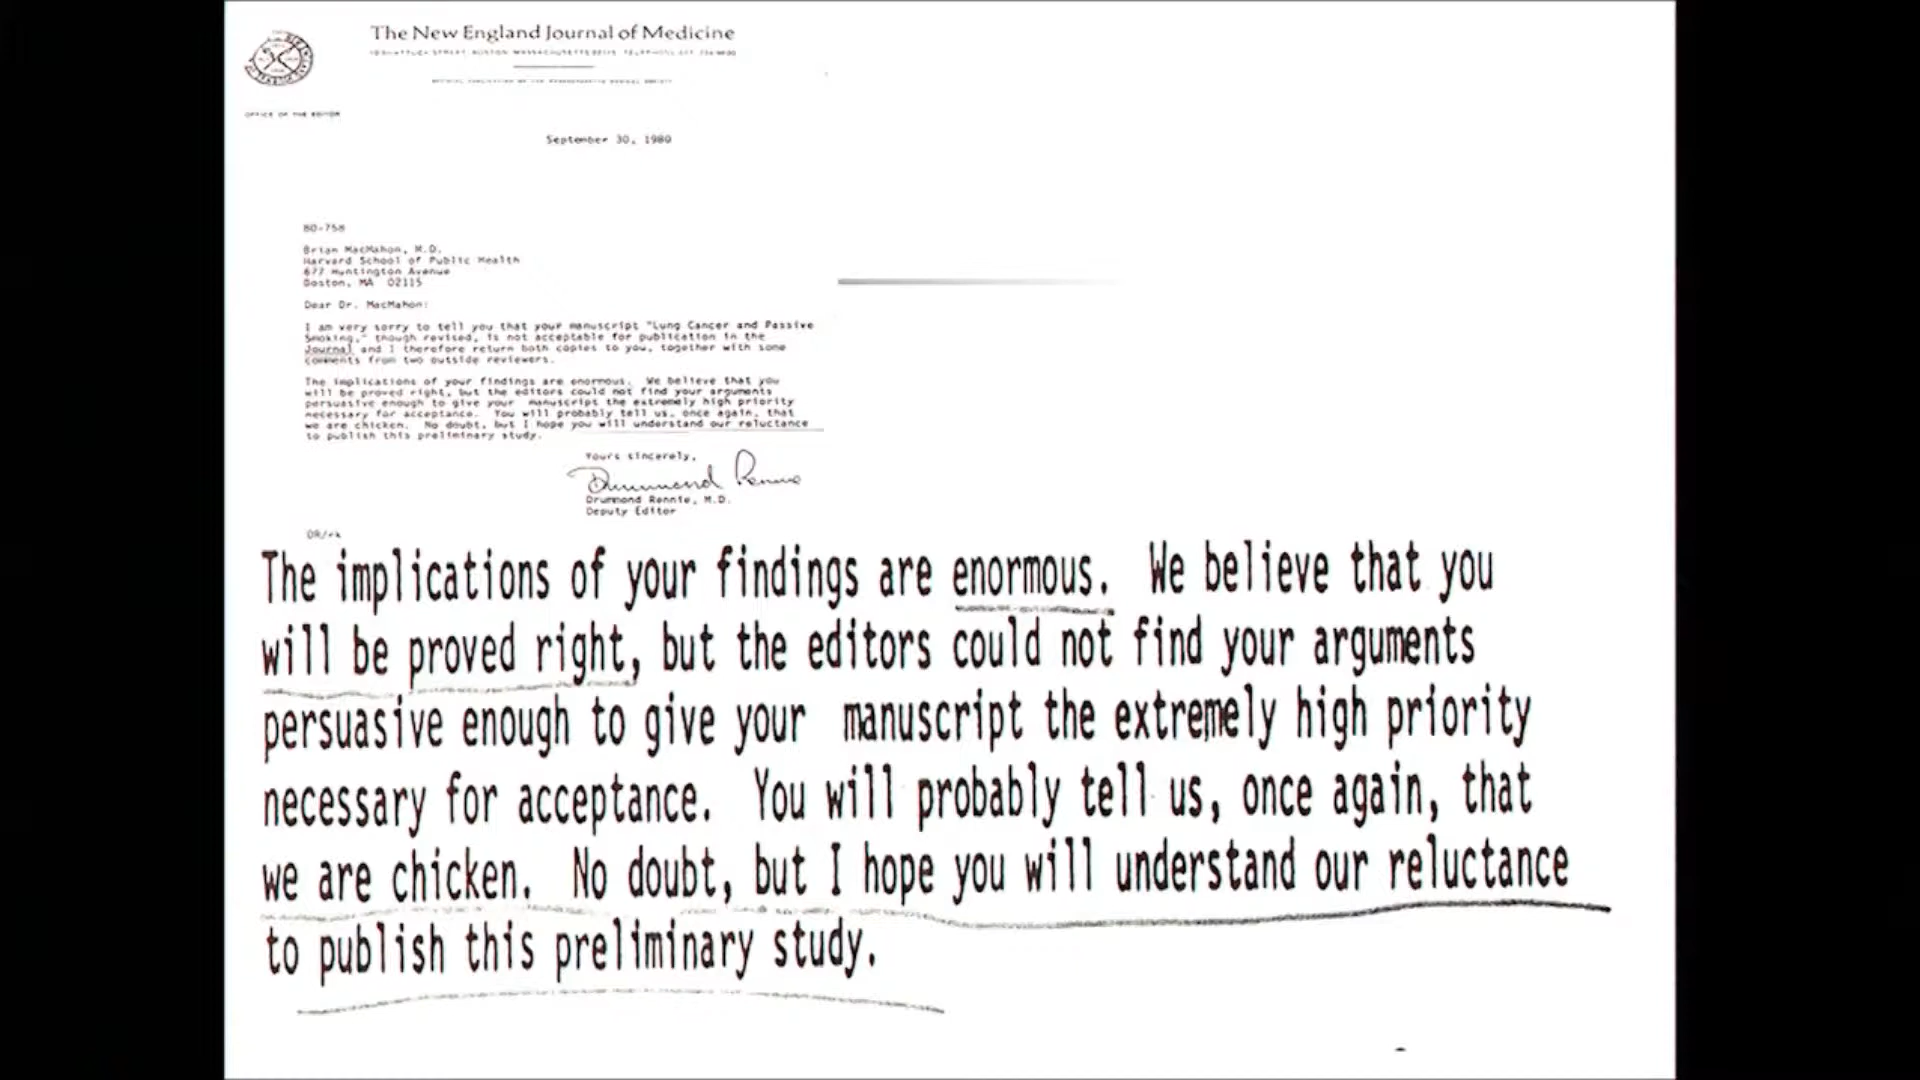 The New England Journal of Medicine
OFFICE OF THE EDITOR
September 30, 1980
80-758
Brian MacMahon, M.D.
Harvard School of Public Health
677 Huntington Avenue
Boston, MA 02115
Dear Dr. MacMahon:
I am very sorry to tell you that your manuscript "Lung Cancer and Passive
Smoking," though revised, is not acceptable for publication in the
Journal and I therefore return both copies to you, together with some
comments from two outside reviewers.
The implications of your findings are enormous. We believe that you
will be proved right, but the editors could not find your arguments
persuasive enough to give your manuscript the extremely high priority
necessary for acceptance. You will probably tell us, once again, that
we are chicken. No doubt, but I hope you will understand our reluctance
to publish this preliminary study.
Yours sincerely,
Drummond Rennie
Drummond Rennie, M.D.
Deputy Editor
DR/rk
The implications of your findings are enormous. We believe that you
will be proved right, but the editors could not find your arguments
persuasive enough to give your manuscript the extremely high priority
necessary for acceptance. You will probably tell us, once again, that
we are chicken. No doubt, but I hope you will understand our reluctance
to publish this preliminary study.